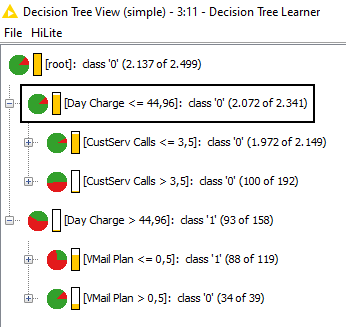 Decision Tree View (simple) - 3:11 - Decision Tree Learner
File HiLite
[root]: class '0' (2.137 of 2.499)
[Day Charge <= 44,96]: class '0' (2.072 of 2.341)
[CustServ Calls <= 3,5]: class '0' (1.972 of 2.149)
[CustServ Calls > 3,5]: class '0' (100 of 192)
[Day Charge > 44,96]: class '1' (93 of 158)
[VMail Plan <= 0,5]: class '1' (88 of 119)
[VMail Plan > 0,5]: class '0' (34 of 39)